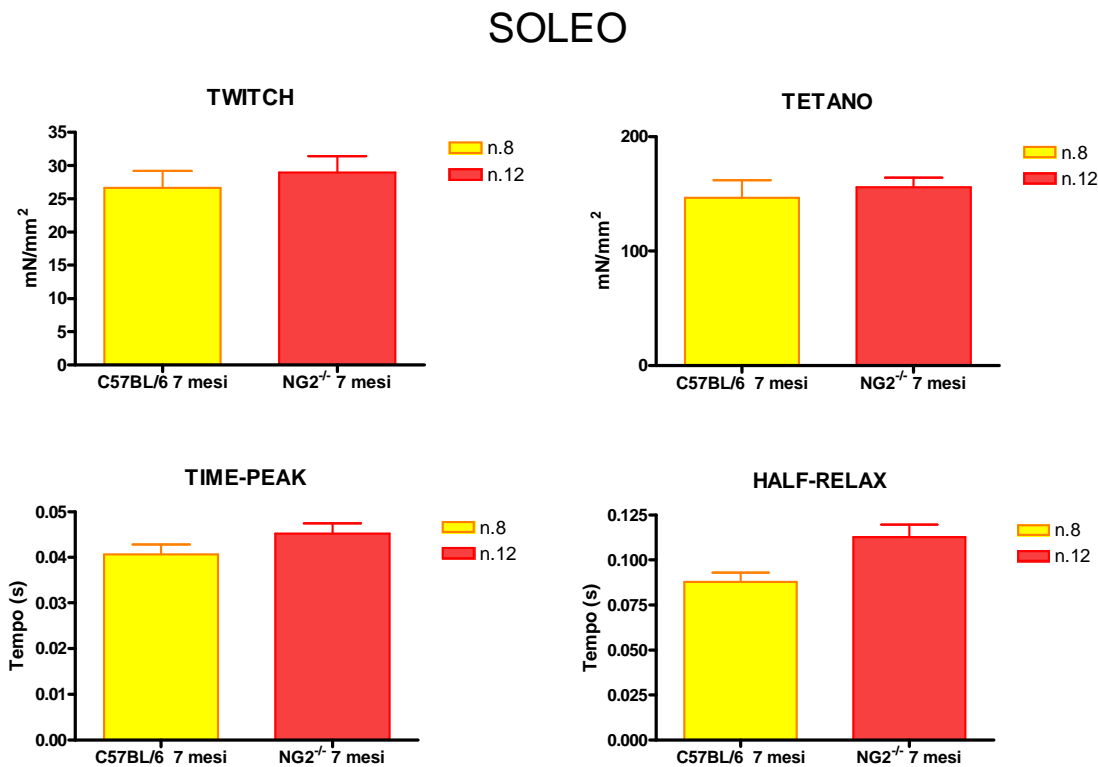 SOLEO
TWITCH
35
30
25
20
15
10
5
0
mN/mm²
C57BL/6 7 mesi
NG2⁻/⁻ 7 mesi
n.8
n.12
TETANO
200
100
0
mN/mm²
C57BL/6 7 mesi
NG2⁻/⁻ 7 mesi
n.8
n.12
TIME-PEAK
0.05
0.04
0.03
0.02
0.01
0.00
Tempo (s)
C57BL/6 7 mesi
NG2⁻/⁻ 7 mesi
n.8
n.12
HALF-RELAX
0.125
0.100
0.075
0.050
0.025
0.000
Tempo (s)
C57BL/6 7 mesi
NG2⁻/⁻ 7 mesi
n.8
n.12